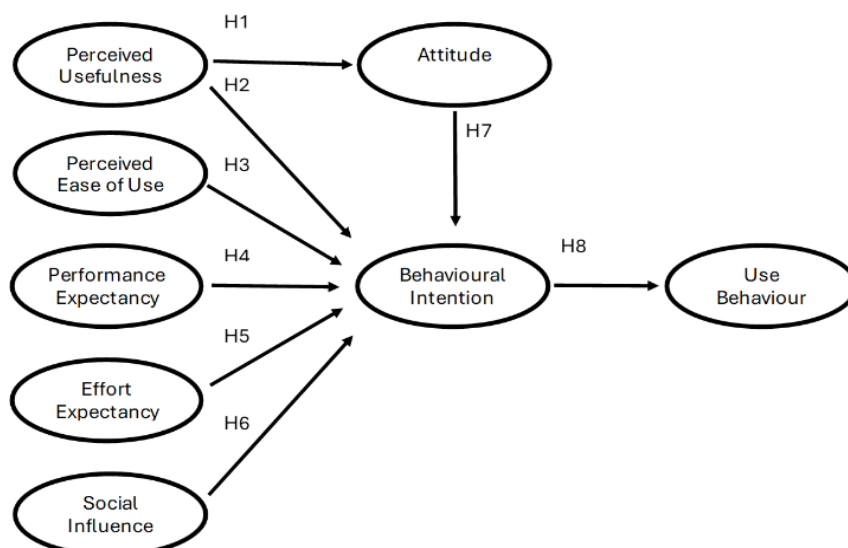 H1
Perceived
Usefulness
Attitude
H2
H7
Perceived
Ease of Use
H3
H4
Performance
Expectancy
Behavioural
Intention
H8
Use
Behaviour
H5
Effort
Expectancy
H6
Social
Influence